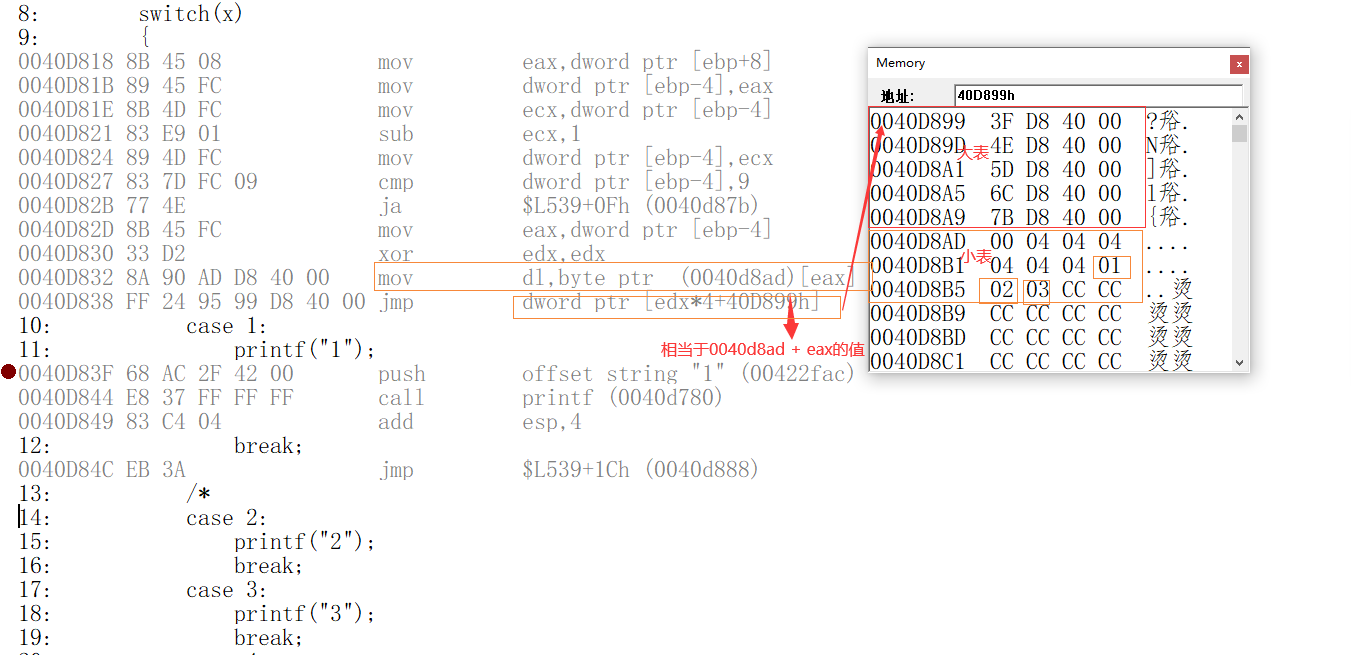 8: switch(x)
9: {
0040D818 8B 45 08 mov eax,dword ptr [ebp+8]
0040D81B 89 45 FC mov dword ptr [ebp-4],eax
0040D81E 8B 4D FC mov ecx,dword ptr [ebp-4]
0040D821 83 E9 01 sub ecx,1
0040D824 89 4D FC mov dword ptr [ebp-4],ecx
0040D827 83 7D FC 09 cmp dword ptr [ebp-4],9
0040D82B 77 4E ja $L539+0Fh (0040d87b)
0040D82D 8B 45 FC mov eax,dword ptr [ebp-4]
0040D830 33 D2 xor edx,edx
0040D832 8A 90 AD D8 40 00 mov dl,byte ptr (0040d8ad)[eax]
0040D838 FF 24 95 99 D8 40 00 jmp dword ptr [edx*4+40D899h]
10: case 1:
11: printf("1");
相当于0040d8ad + eax的值
0040D83F 68 AC 2F 42 00 push offset string "1" (00422fac)
0040D844 E8 37 FF FF FF call printf (0040d780)
0040D849 83 C4 04 add esp,4
12: break;
0040D84C EB 3A jmp $L539+1Ch (0040d888)
13: /*
14: case 2:
15: printf("2");
16: break;
17: case 3:
18: printf("3");
19: break;
Memory
x
地址: 40D899h
0040D899 3F D8 40 00 ?豀.
0040D89D 4E D8 40 00 N豀.
大表
0040D8A1 5D D8 40 00 ]豀.
0040D8A5 6C D8 40 00 l豀.
0040D8A9 7B D8 40 00 {豀.
0040D8AD 00 04 04 04 ....
小表
0040D8B1 04 04 04 01 ....
0040D8B5 02 03 CC CC ..烫
0040D8B9 CC CC CC CC 烫烫
0040D8BD CC CC CC CC 烫烫
0040D8C1 CC CC CC CC 烫烫